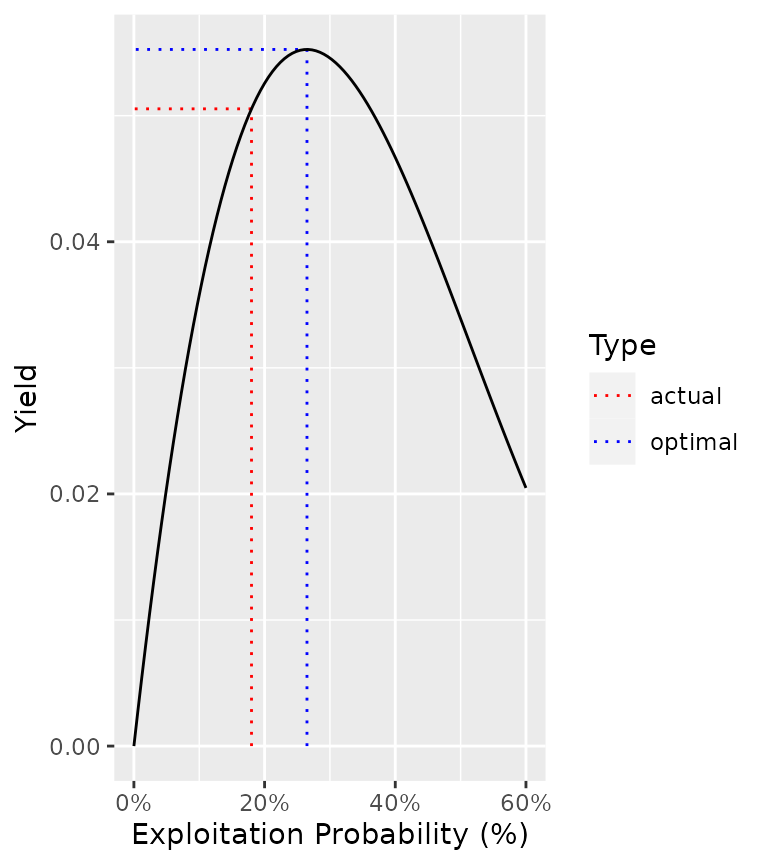 Yield
0.04
0.02
0.00
0%
20%
40%
60%
Exploitation Probability (%)
Type
actual
optimal